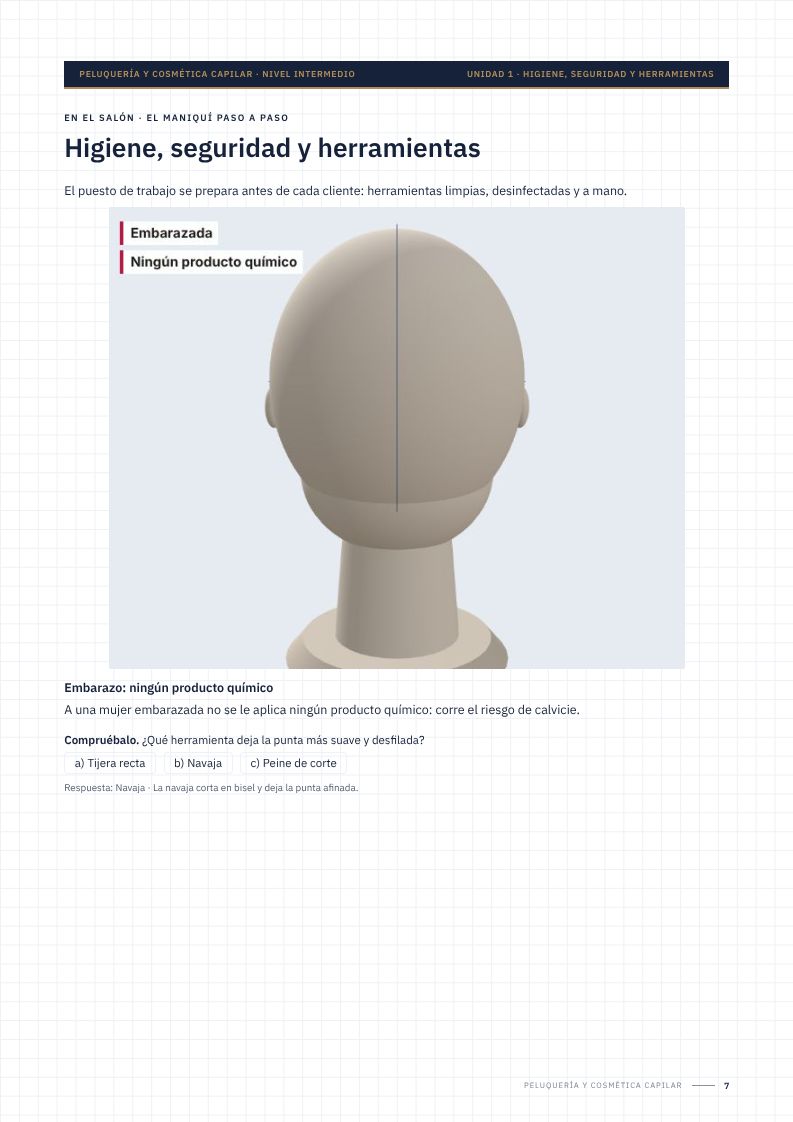 PELUQUERÍA Y COSMÉTICA CAPILAR · NIVEL INTERMEDIO
UNIDAD 1 · HIGIENE, SEGURIDAD Y HERRAMIENTAS
EN EL SALÓN · EL MANIQUÍ PASO A PASO
Higiene, seguridad y herramientas
El puesto de trabajo se prepara antes de cada cliente: herramientas limpias, desinfectadas y a mano.
Embarazada
Ningún producto químico
Embarazo: ningún producto químico
A una mujer embarazada no se le aplica ningún producto químico: corre el riesgo de calvicie.
Compruébalo. ¿Qué herramienta deja la punta más suave y desfilada?
a) Tijera recta b) Navaja c) Peine de corte
Respuesta: Navaja · La navaja corta en bisel y deja la punta afinada.
PELUQUERÍA Y COSMÉTICA CAPILAR 7